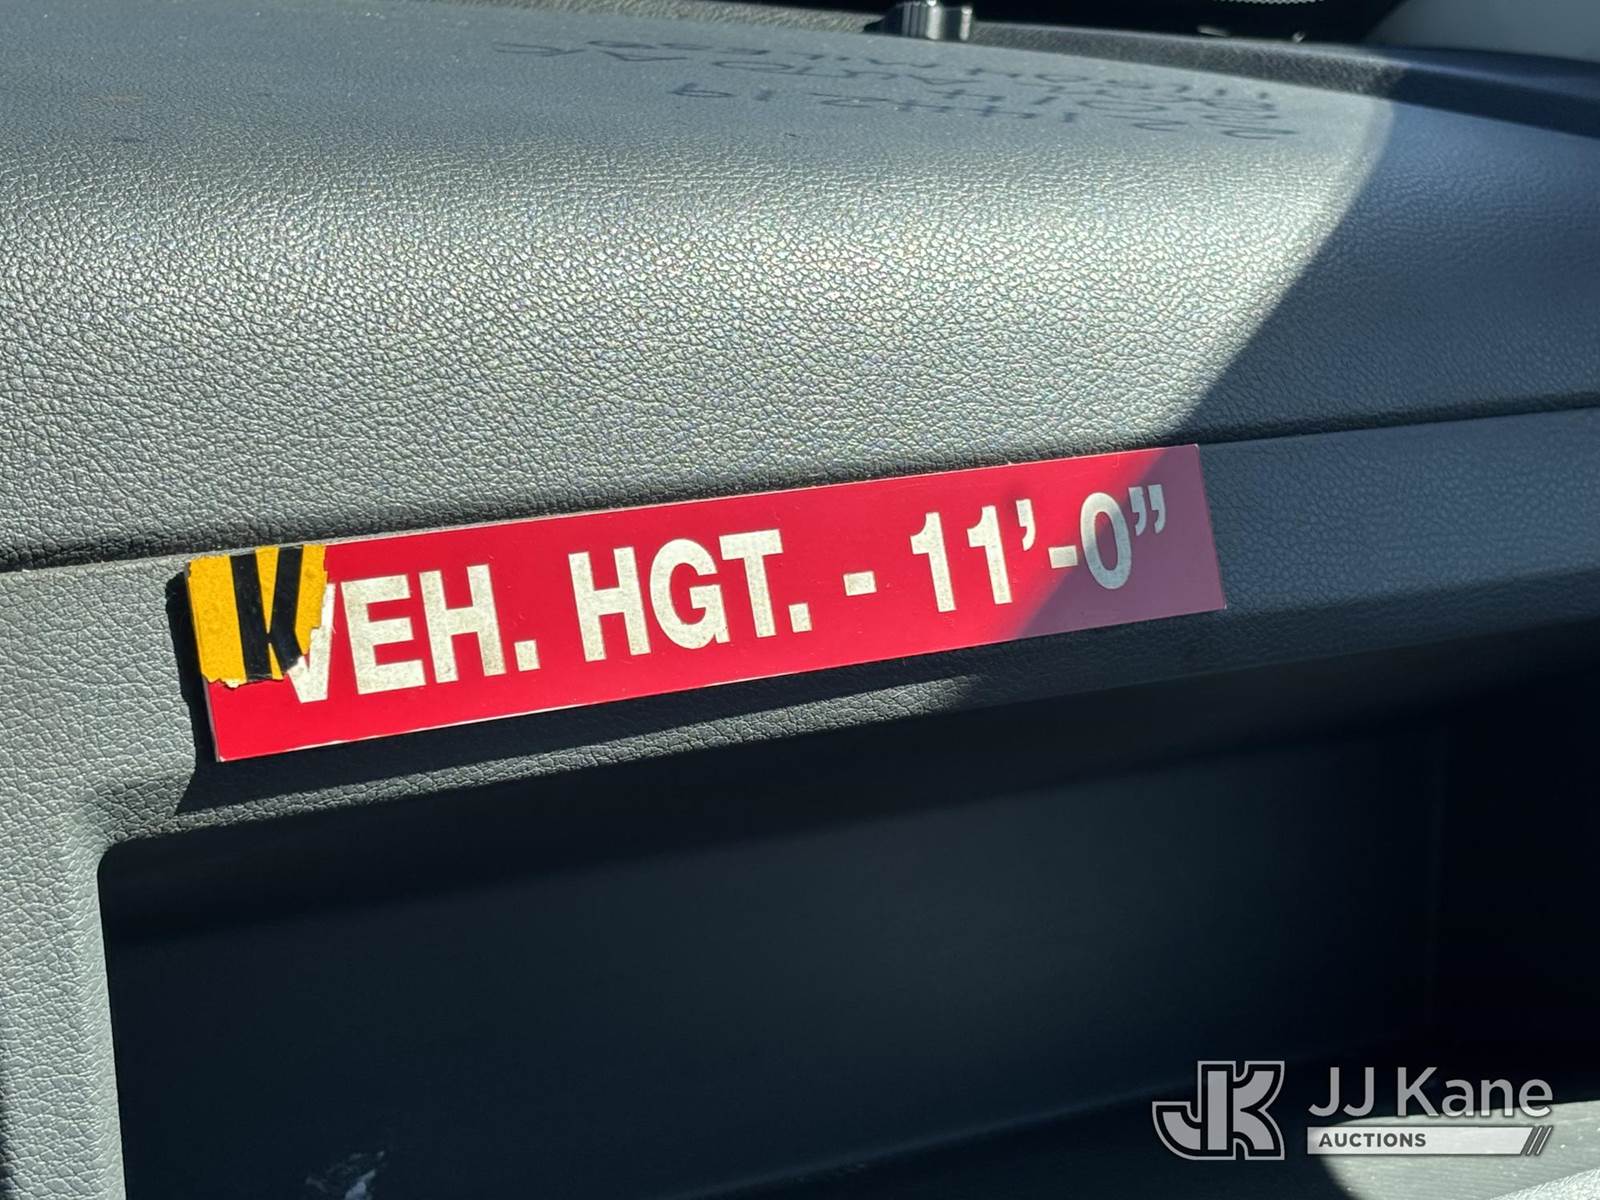 K
VEH. HGT. - 11’-0”
JK JJ Kane
AUCTIONS